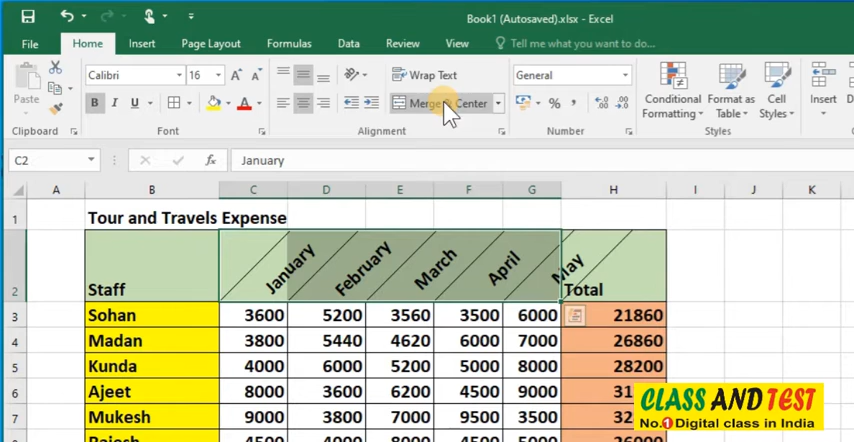 Book1 (Autosaved).xlsx - Excel
File Home Insert Page Layout Formulas Data Review View Tell me what you want to do...
Calibri 16 A A Wrap Text General
Paste B I U A Merge & Center % , Conditional Formatting Format as Table Cell Styles Insert
Clipboard Font Alignment Number Styles
C2 fx January
A B C D E F G H I J K
1 Tour and Travels Expense
2 Staff January February March April May Total
3 Sohan 3600 5200 3560 3500 6000 21860
4 Madan 3800 5440 4620 6000 7000 26860
5 Kunda 4000 6000 5200 5000 8000 28200
6 Ajeet 8000 3600 6200 4500 9000
7 Mukesh 9000 3800 7000 9500 3500
CLASS AND TEST
No.1 Digital class in India